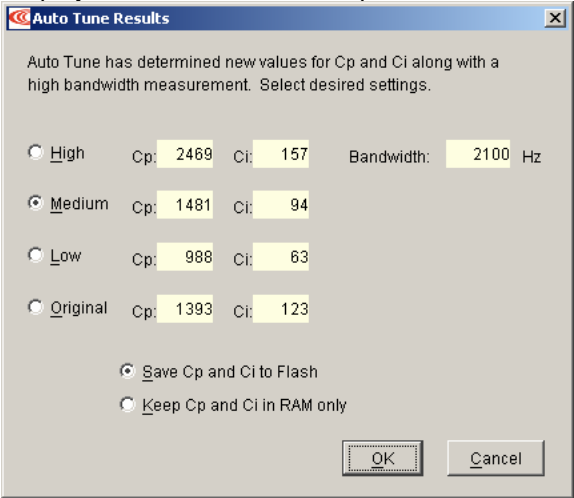 Auto Tune Results
Auto Tune has determined new values for Cp and Ci along with a
high bandwidth measurement. Select desired settings.
High Cp: 2469 Ci: 157 Bandwidth: 2100 Hz
Medium Cp: 1481 Ci: 94
Low Cp: 988 Ci: 63
Original Cp: 1393 Ci: 123
Save Cp and Ci to Flash
Keep Cp and Ci in RAM only
OK Cancel